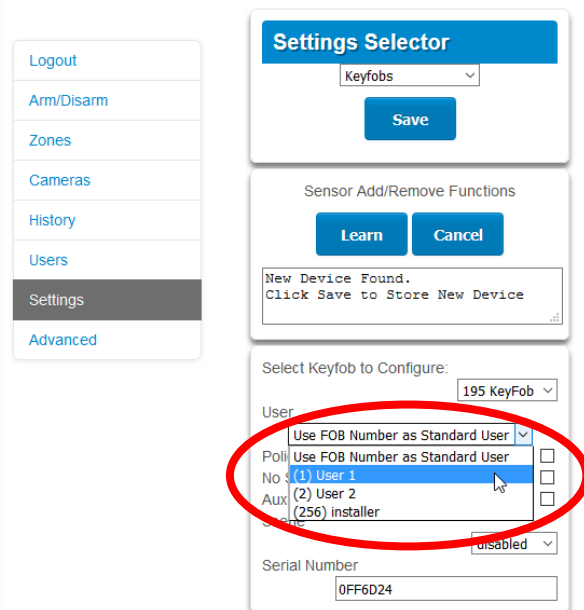 Logout
Arm/Disarm
Zones
Cameras
History
Users
Settings
Advanced
Settings Selector
Keyfobs
Save
Sensor Add/Remove Functions
Learn Cancel
New Device Found.
Click Save to Store New Device
Select Keyfob to Configure:
195 KeyFob
User
Use FOB Number as Standard User
Use FOB Number as Standard User
(1) User 1
(2) User 2
(256) installer
disabled
Serial Number
0FF6D24